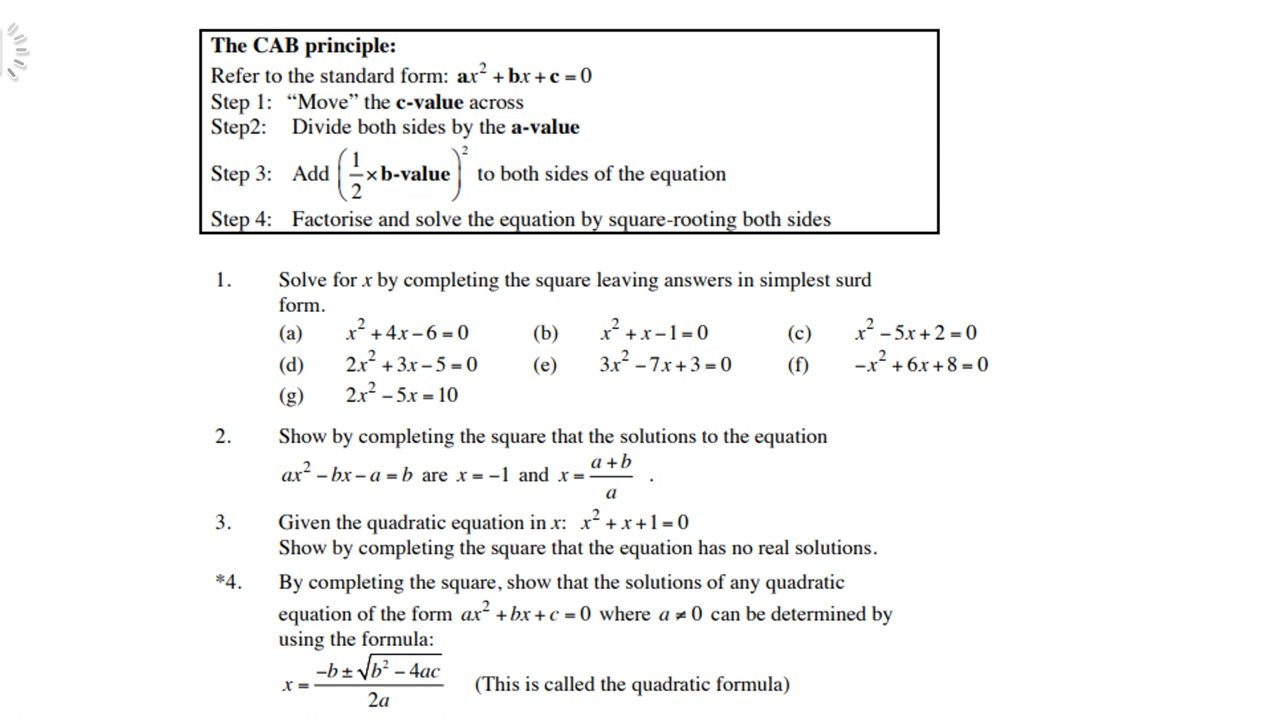 The CAB principle:
Refer to the standard form: ax² + bx + c = 0
Step 1: “Move” the c-value across
Step2: Divide both sides by the a-value
Step 3: Add (1/2 × b-value)² to both sides of the equation
Step 4: Factorise and solve the equation by square-rooting both sides
1. Solve for x by completing the square leaving answers in simplest surd
form.
(a) x² + 4x − 6 = 0 (b) x² + x − 1 = 0 (c) x² − 5x + 2 = 0
(d) 2x² + 3x − 5 = 0 (e) 3x² − 7x + 3 = 0 (f) −x² + 6x + 8 = 0
(g) 2x² − 5x = 10
2. Show by completing the square that the solutions to the equation
ax² − bx − a = b are x = −1 and x = (a + b)/a .
3. Given the quadratic equation in x: x² + x + 1 = 0
Show by completing the square that the equation has no real solutions.
*4. By completing the square, show that the solutions of any quadratic
equation of the form ax² + bx + c = 0 where a ≠ 0 can be determined by
using the formula:
x = (−b ± √(b² − 4ac))/2a (This is called the quadratic formula)